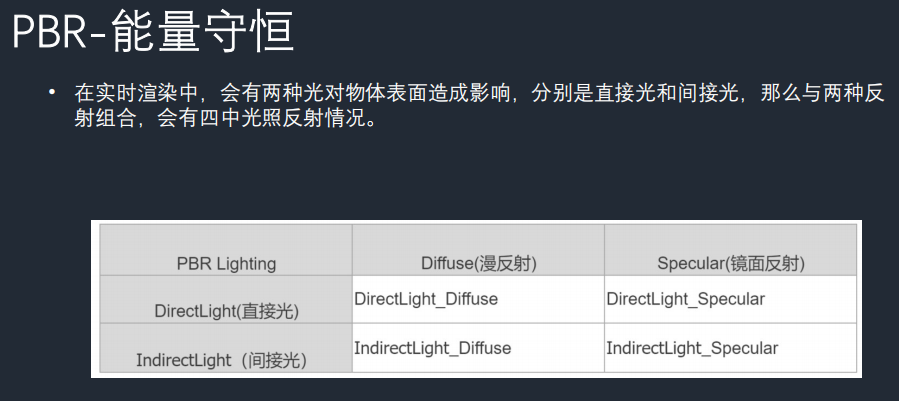 PBR-能量守恒
• 在实时渲染中，会有两种光对物体表面造成影响，分别是直接光和间接光，那么与两种反
射组合，会有四中光照反射情况。
PBR Lighting Diffuse(漫反射) Specular(镜面反射)
DirectLight(直接光) DirectLight_Diffuse DirectLight_Specular
IndirectLight（间接光） IndirectLight_Diffuse IndirectLight_Specular